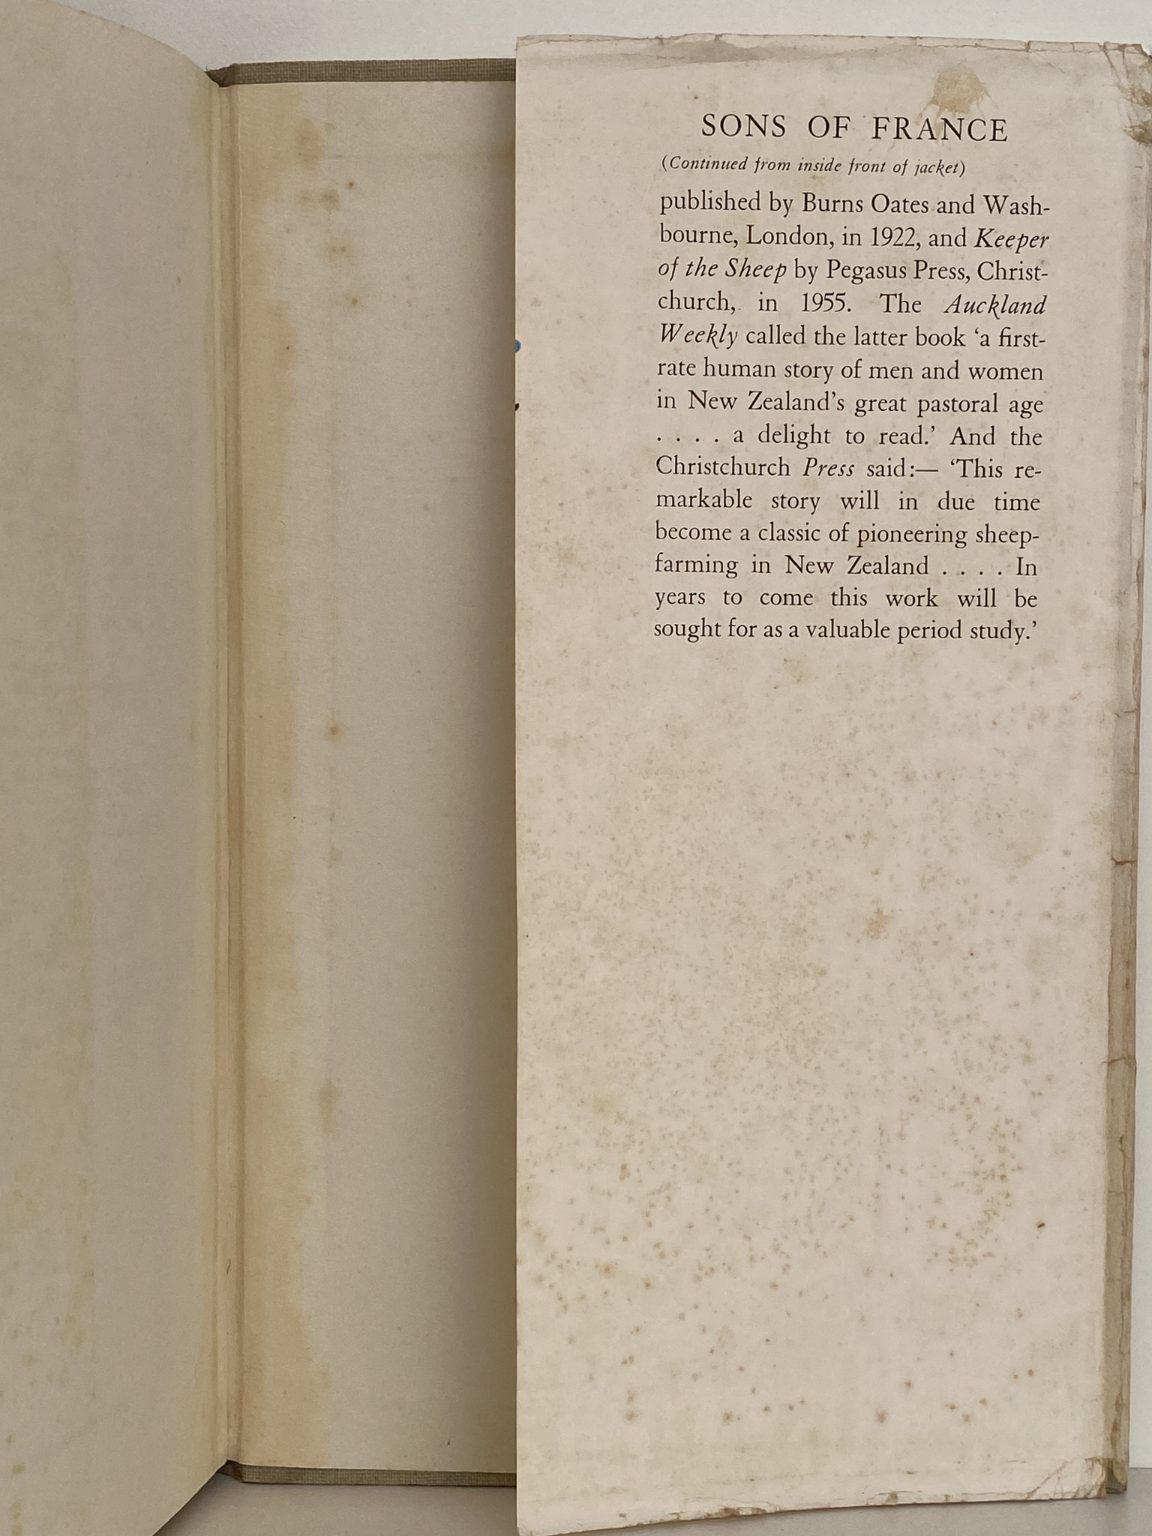 SONS OF FRANCE
(Continued from inside front of jacket)
published by Burns Oates and Wash-
bourne, London, in 1922, and Keeper
of the Sheep by Pegasus Press, Christ-
church, in 1955. The Auckland
Weekly called the latter book ‘a first-
rate human story of men and women
in New Zealand’s great pastoral age
. . . . a delight to read.’ And the
Christchurch Press said:— ‘This re-
markable story will in due time
become a classic of pioneering sheep-
farming in New Zealand . . . . In
years to come this work will be
sought for as a valuable period study.’